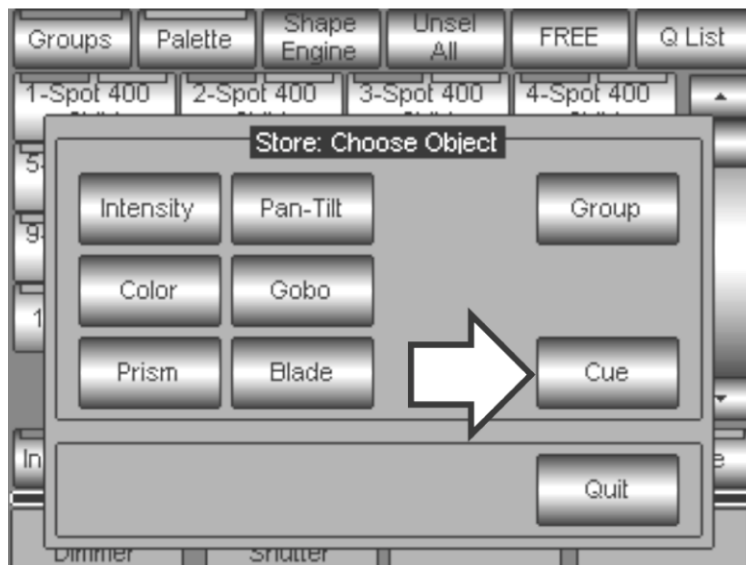 Groups
Palette
Shape
Engine
Unsel
All
FREE
Q List
1-Spot 400
2-Spot 400
3-Spot 400
4-Spot 400
Store: Choose Object
Intensity
Pan-Tilt
Group
Color
Gobo
Prism
Blade
Cue
Quit
Dimmer
Shutter